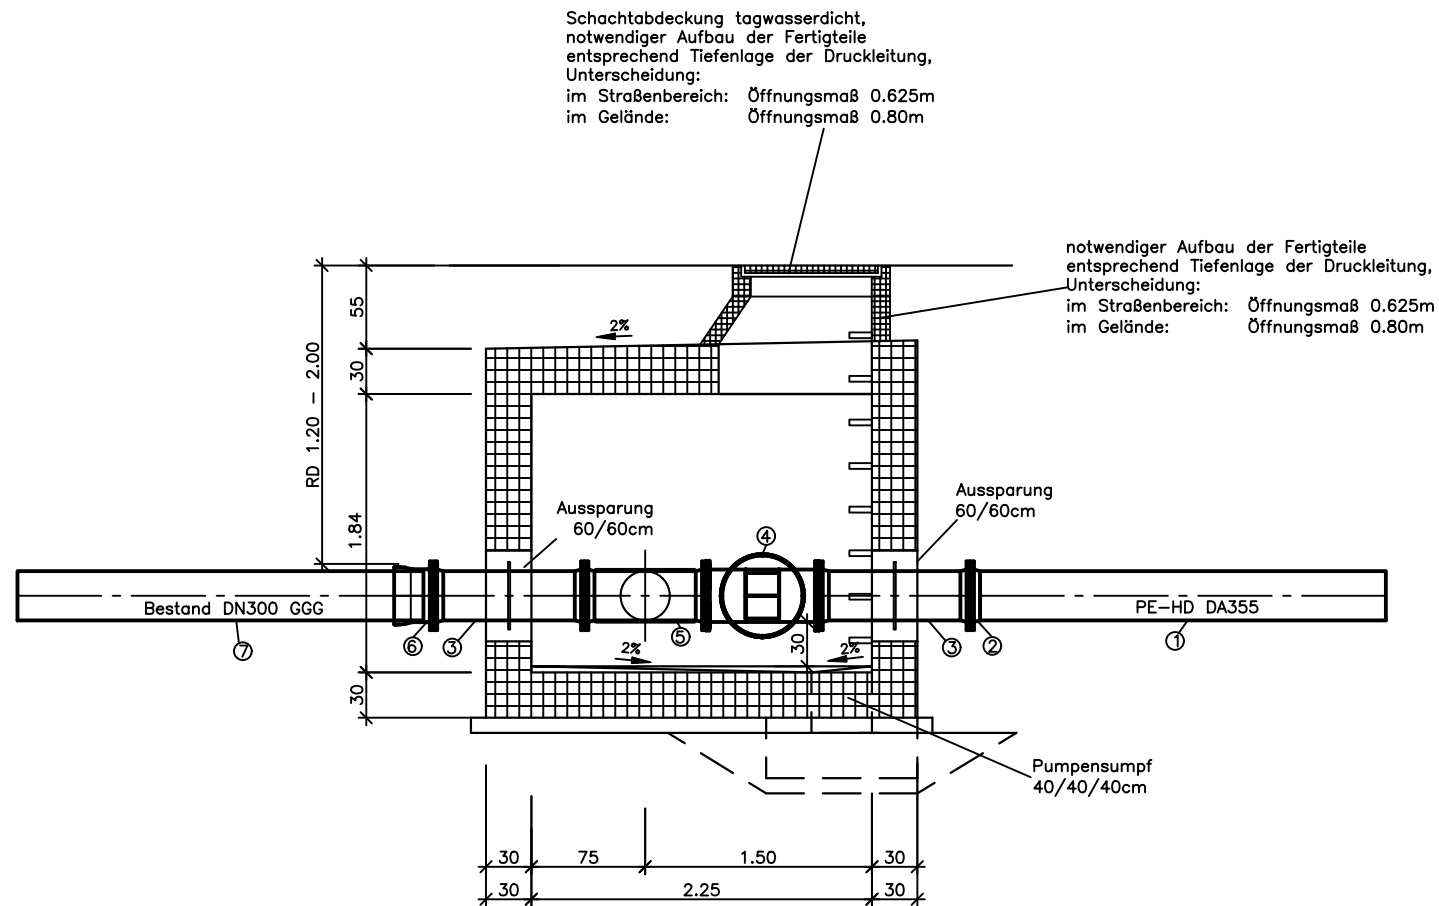 Schachtabdeckung tagwasserdicht,
notwendiger Aufbau der Fertigteile
entsprechend Tiefenlage der Druckleitung,
Unterscheidung:
im Straßenbereich: Öffnungsmaß 0.625m
im Gelände: Öffnungsmaß 0.80m
notwendiger Aufbau der Fertigteile
entsprechend Tiefenlage der Druckleitung,
Unterscheidung:
im Straßenbereich: Öffnungsmaß 0.625m
im Gelände: Öffnungsmaß 0.80m
55
2%
30
RD 1.20 – 2.00
1.84
Aussparung
60/60cm
Aussparung
60/60cm
4
Bestand DN300 GGG
PE–HD DA355
7
6
3
5
30
3
2
1
2%
2%
30
Pumpensumpf
40/40/40cm
30
75
1.50
30
30
2.25
30